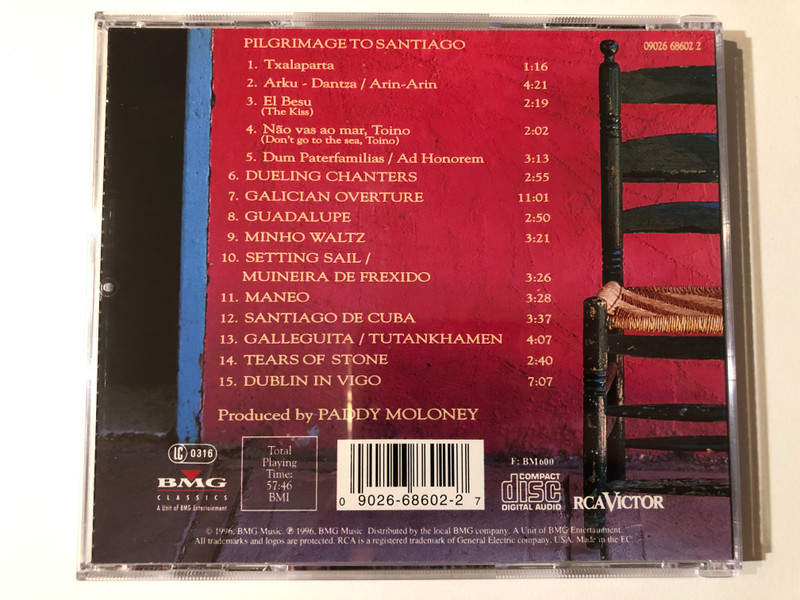 PILGRIMAGE TO SANTIAGO
09026 68602 2
1. Txalaparta 1:16
2. Arku - Dantza / Arin-Arin 4:21
3. El Besu 2:19
(The Kiss)
4. Não vas ao mar, Toino 2:02
(Don't go to the sea, Toino)
5. Dum Paterfamilias / Ad Honorem 3:13
6. DUELING CHANTERS 2:55
7. GALICIAN OVERTURE 11:01
8. GUADALUPE 2:50
9. MINHO WALTZ 3:21
10. SETTING SAIL /
MUINEIRA DE FREXIDO 3:26
11. MANEO 3:28
12. SANTIAGO DE CUBA 3:37
13. GALLEGUITA / TUTANKHAMEN 4:07
14. TEARS OF STONE 2:40
15. DUBLIN IN VIGO 7:07
Produced by PADDY MOLONEY
LC 0316
BMG
CLASSICS
A Unit of BMG Entertainment
Total
Playing
Time:
57:46
BMI
0 9026-68602-2 7
F: BM600
COMPACT
disc
DIGITAL AUDIO
RCA VICTOR
© 1996, BMG Music. ℗ 1996, BMG Music. Distributed by the local BMG company. A Unit of BMG Entertainment.
All trademarks and logos are protected. RCA is a registered trademark of General Electric company, USA. Made in the EC.